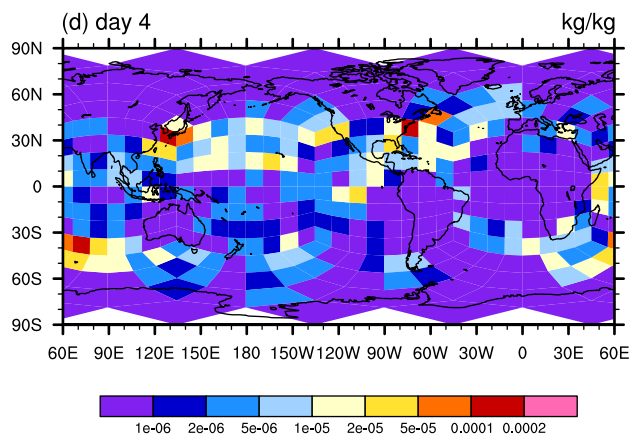 (d) day 4 kg/kg
90N
60N
30N
0
30S
60S
90S
60E 90E 120E 150E 180 150W 120W 90W 60W 30W 0 30E 60E
1e-06 2e-06 5e-06 1e-05 2e-05 5e-05 0.0001 0.0002